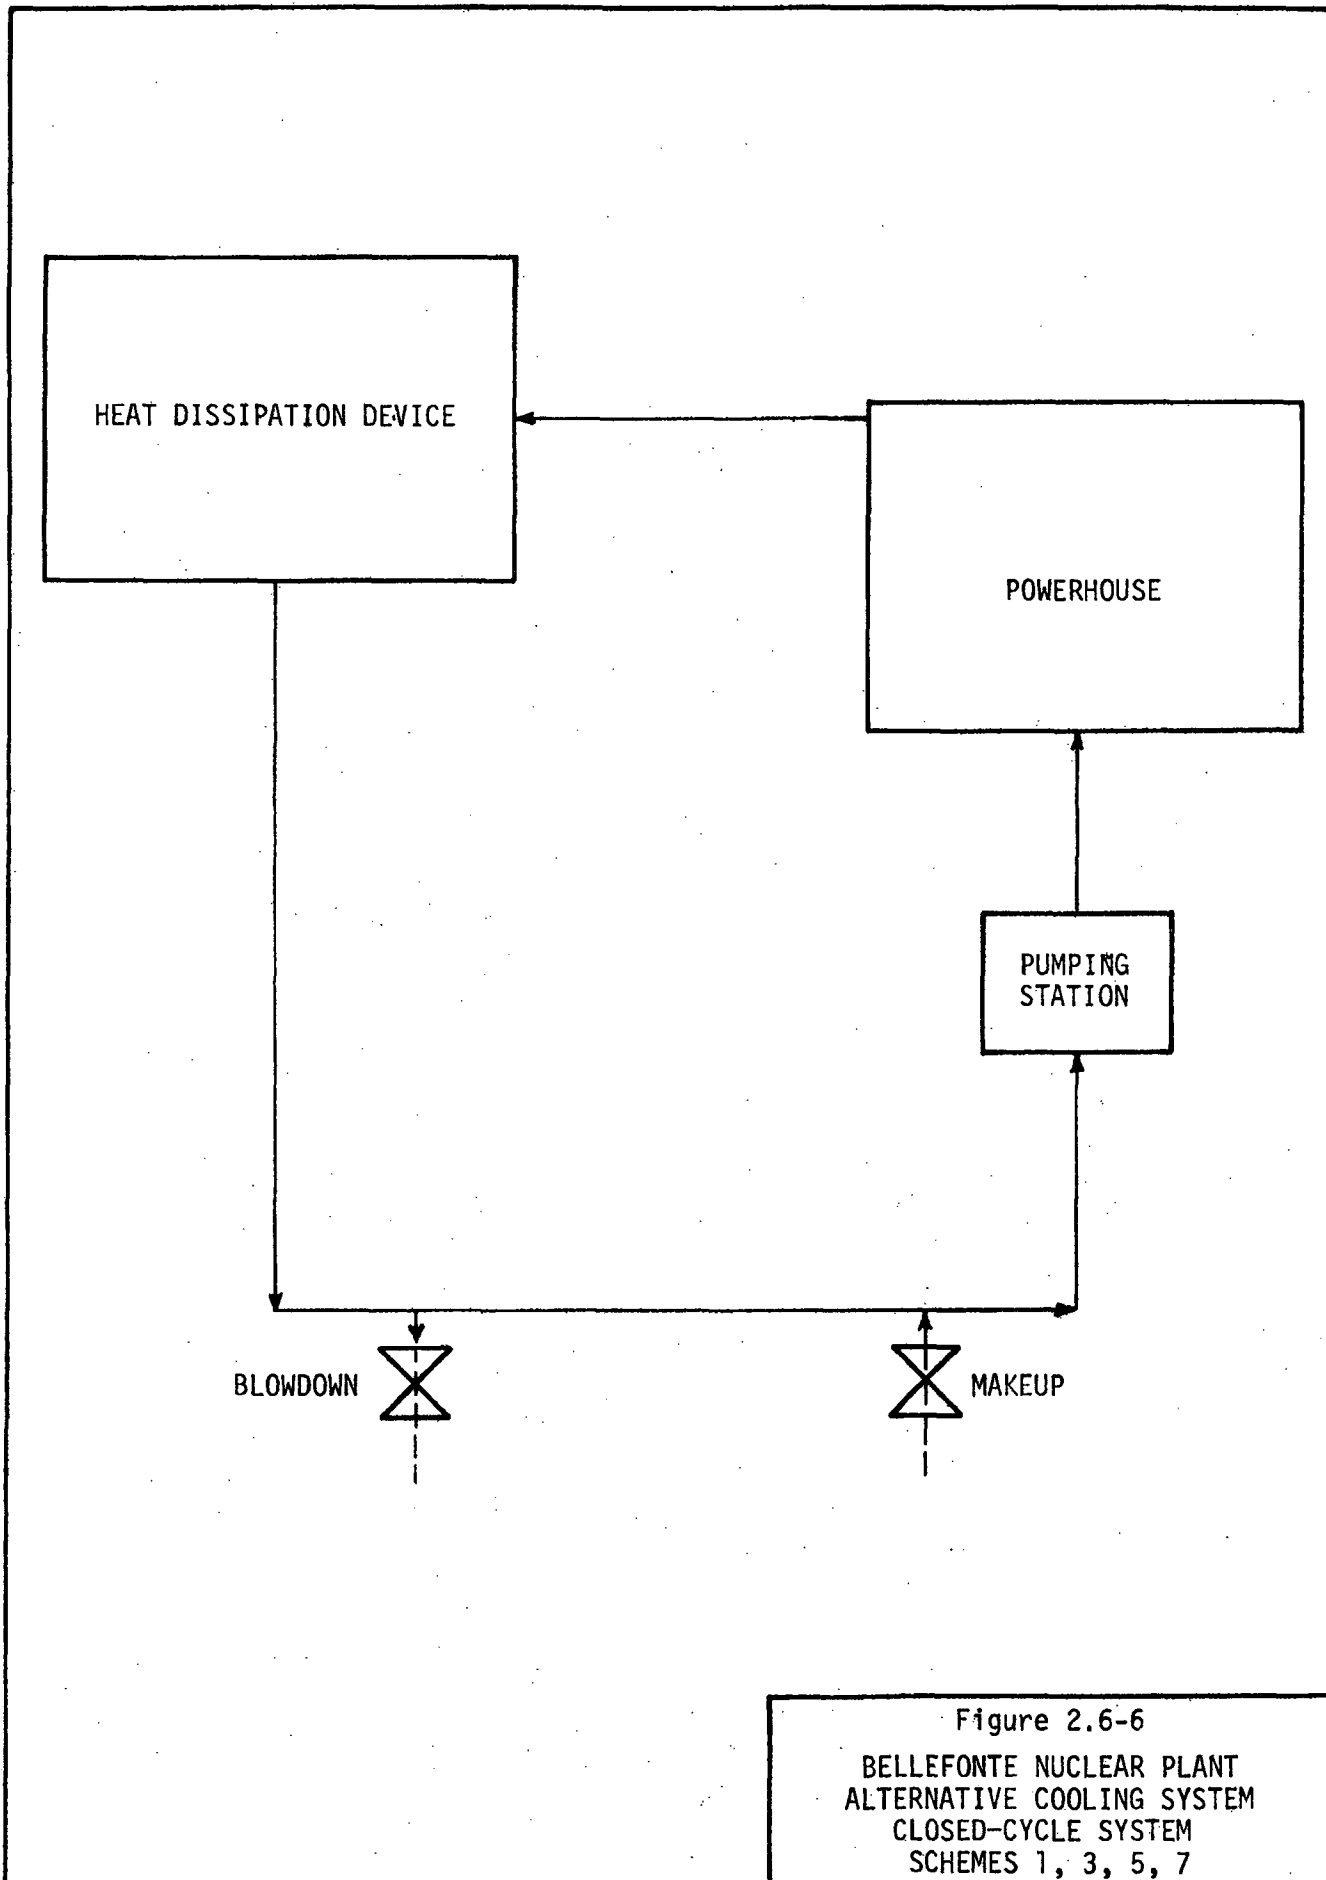 HEAT DISSIPATION DEVICE
POWERHOUSE
PUMPING
STATION
BLOWDOWN
MAKEUP
Figure 2.6-6
BELLEFONTE NUCLEAR PLANT
ALTERNATIVE COOLING SYSTEM
CLOSED-CYCLE SYSTEM
SCHEMES 1, 3, 5, 7